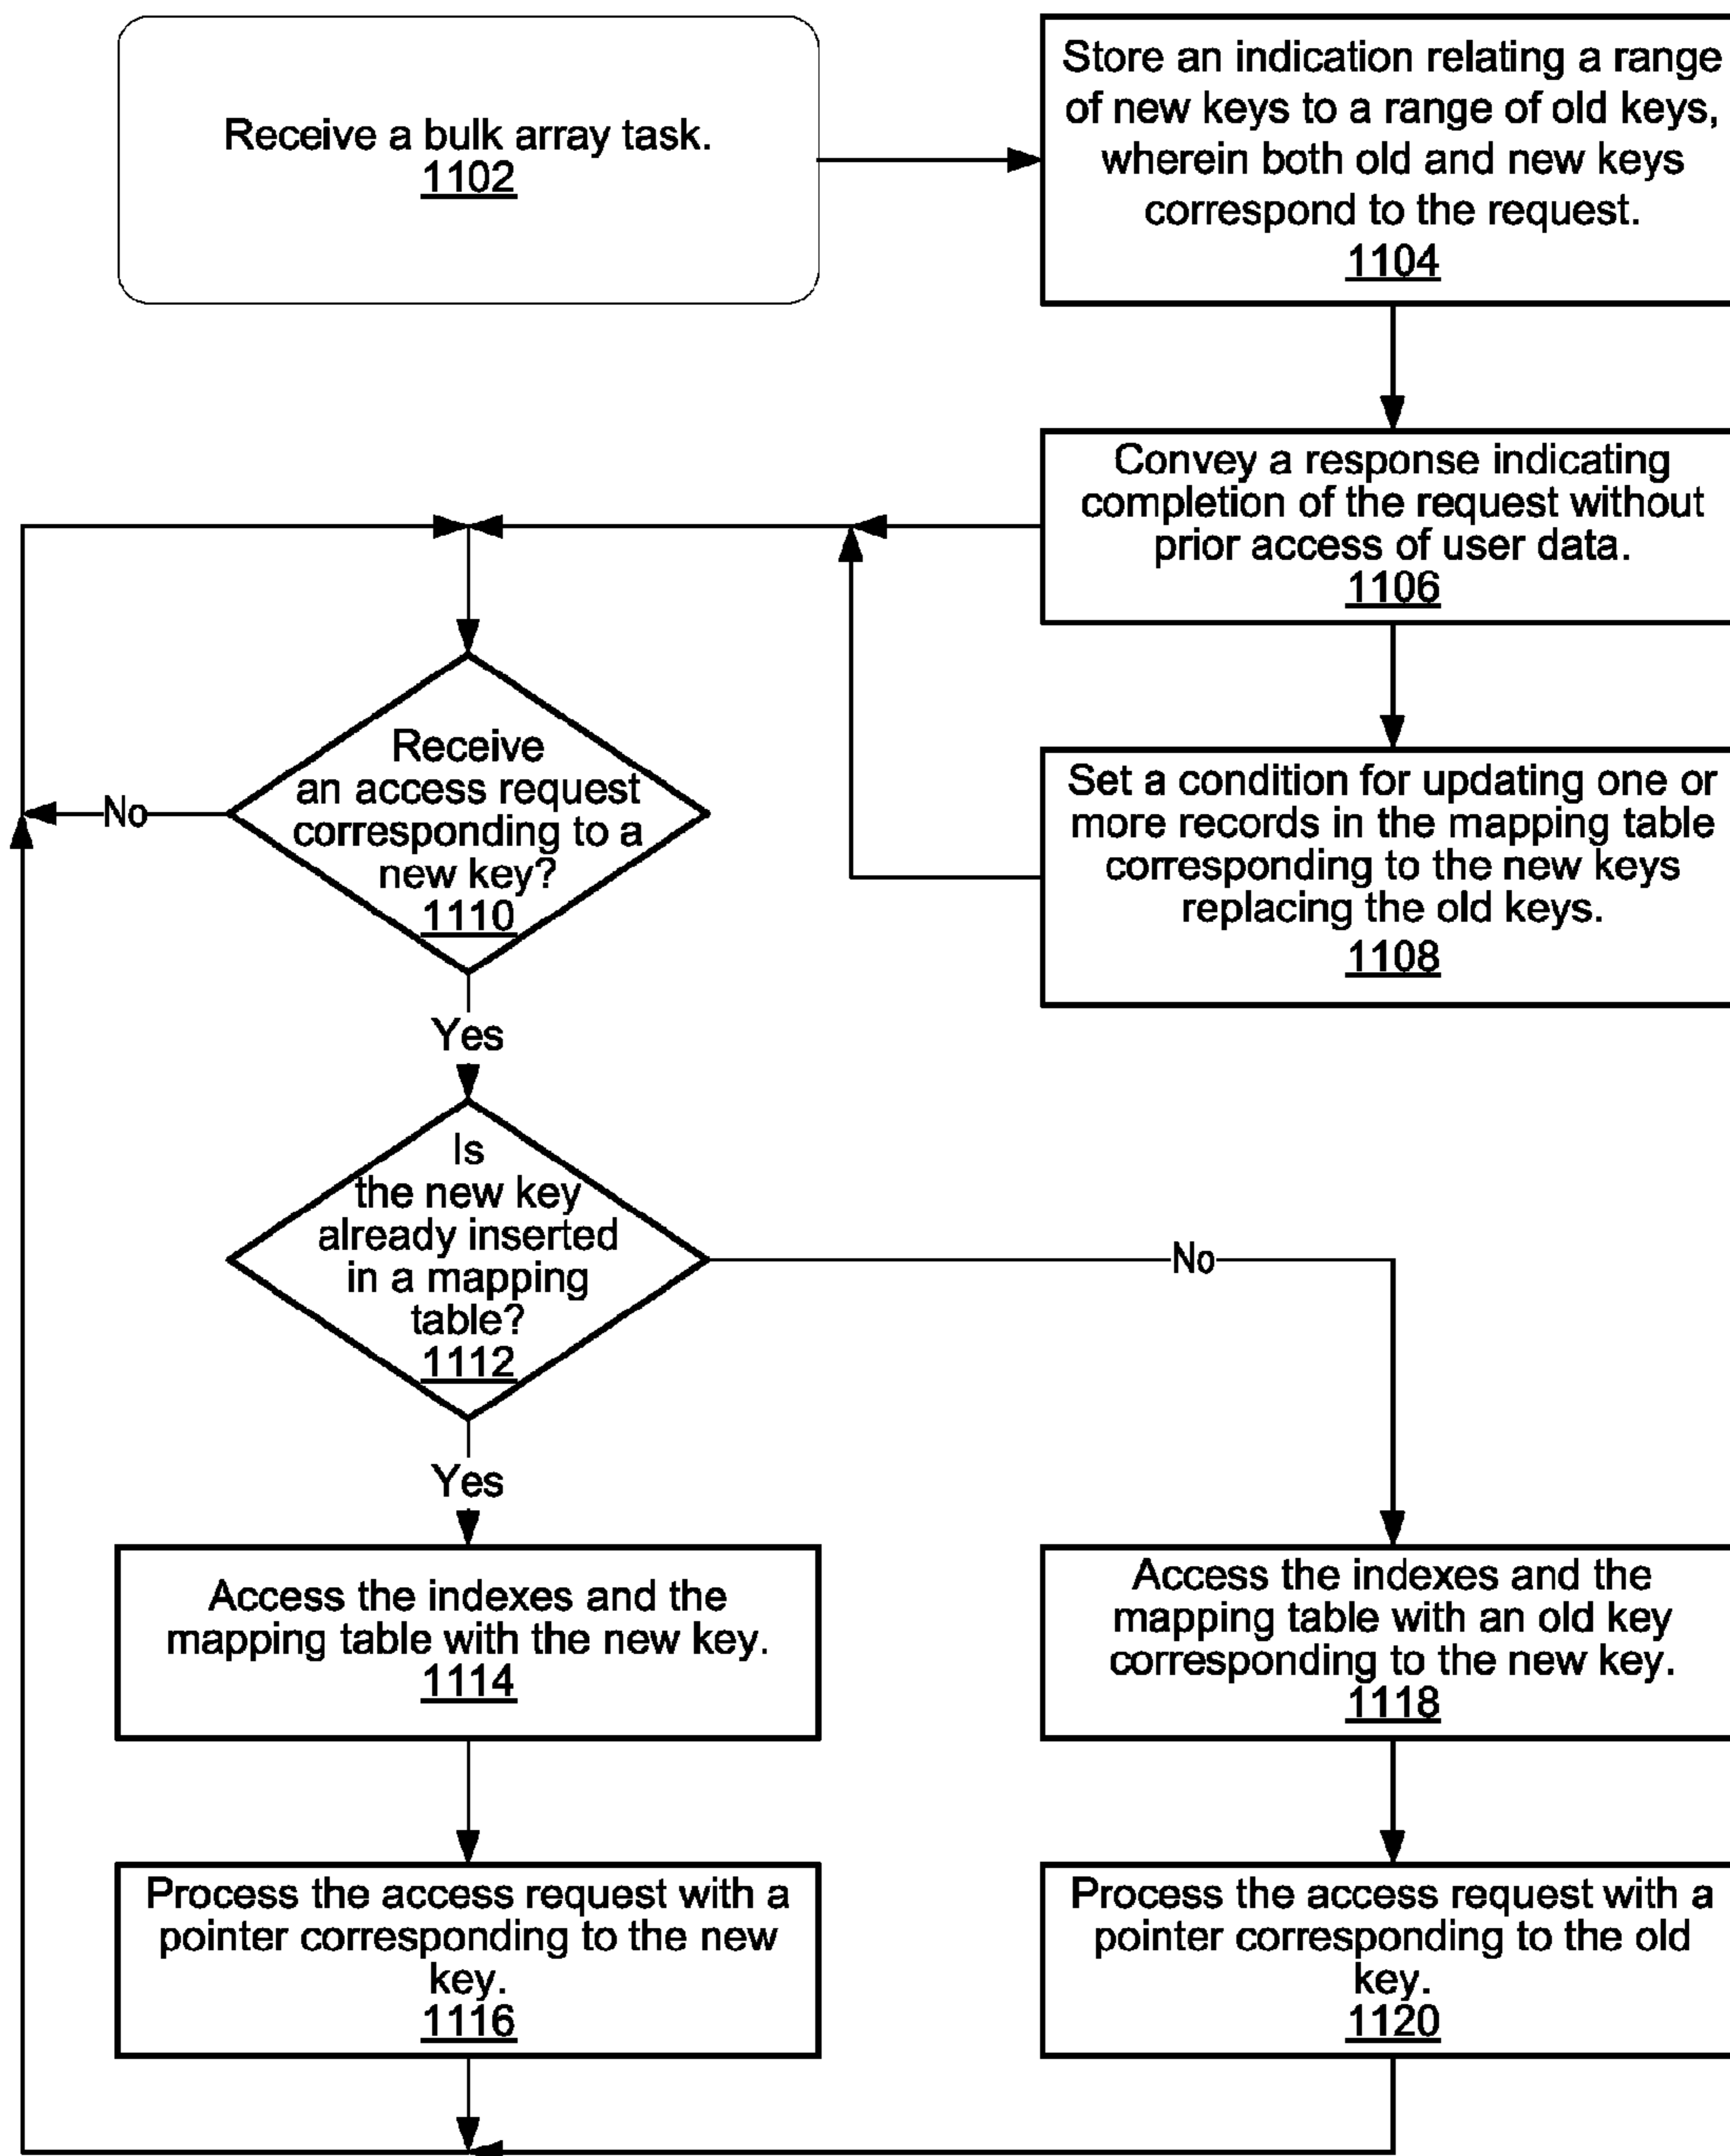 Receive a bulk array task.
1102
Store an indication relating a range
of new keys to a range of old keys,
wherein both old and new keys
correspond to the request.
1104
Convey a response indicating
completion of the request without
prior access of user data.
1106
Set a condition for updating one or
more records in the mapping table
corresponding to the new keys
replacing the old keys.
1108
Receive
an access request
corresponding to a
new key?
1110
No
Yes
Is
the new key
already inserted
in a mapping
table?
1112
No
Yes
Access the indexes and the
mapping table with the new key.
1114
Access the indexes and the
mapping table with an old key
corresponding to the new key.
1118
Process the access request with a
pointer corresponding to the new
key.
1116
Process the access request with a
pointer corresponding to the old
key.
1120